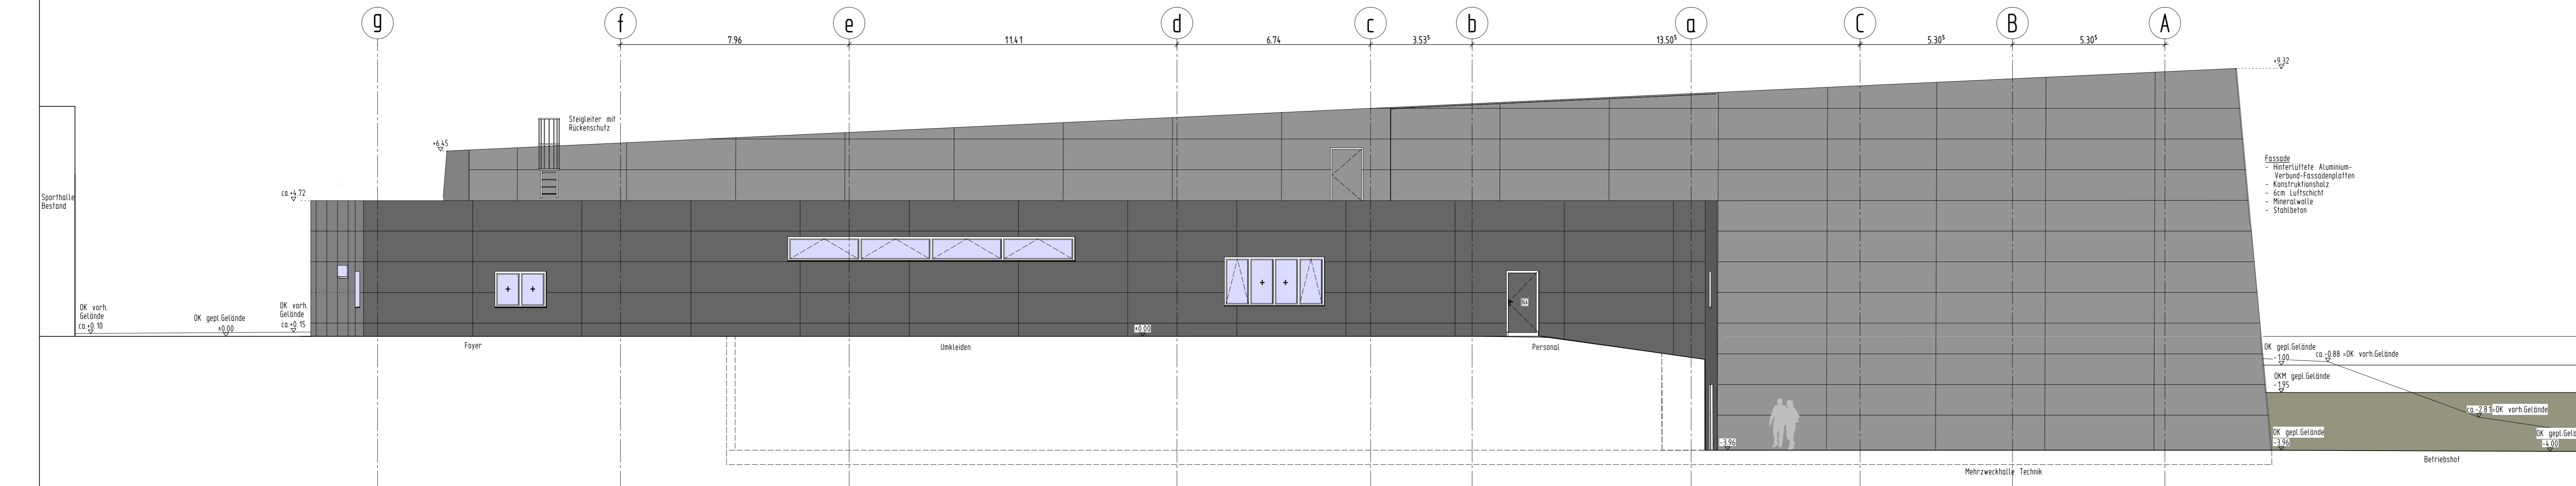 g f e d c b a C B A
7.96 11.41 6.74 3.53⁵ 13.50⁵ 5.30⁵ 5.30⁵
+9.32
Steigleiter mit
Rückenschutz
+6.45
Fassade
- Hinterlüftete Aluminium-
Verbund-Fassadenplatten
- Konstruktionsholz
- 6cm Luftschicht
- Mineralwolle
- Stahlbeton
ca.+4.72
Sporthalle
Bestand
OK vorh.
Gelände
ca.+0.10
OK gepl.Gelände
±0.00
OK vorh.
Gelände
ca.+0.15
±0.00
Foyer
Umkleiden
Personal
OK gepl.Gelände
-1.00
ca.-0.88 =OK vorh.Gelände
OKM gepl.Gelände
-1.95
ca.-2.81=OK vorh.Gelände
OK gepl.Gelände
-3.96
-3.96
OK gepl.Gelä
-4.00
Mehrzweckhalle Technik
Betriebshof